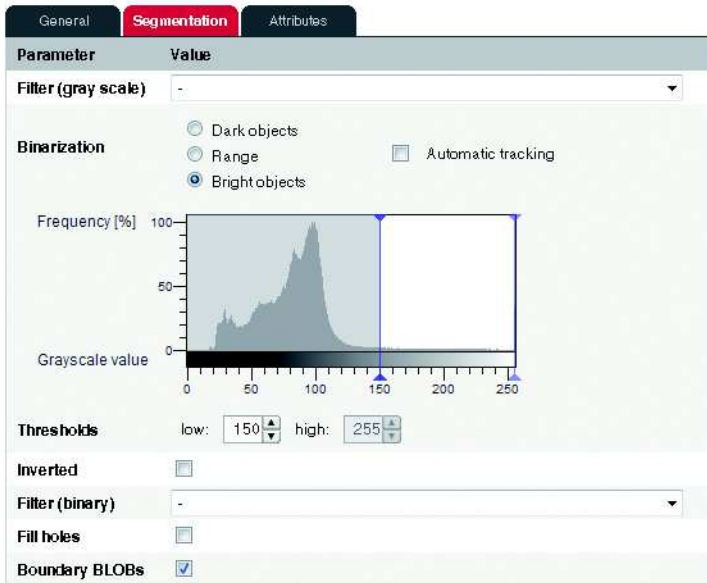 General Segmentation Attributes
Parameter Value
Filter (gray scale) -
Dark objects
Binarization Range Automatic tracking
Bright objects
Frequency [%] 100
50
0
Grayscale value
0 50 100 150 200 250
Thresholds low: 150 high: 255
Inverted
Filter (binary) -
Fill holes
Boundary BLOBs